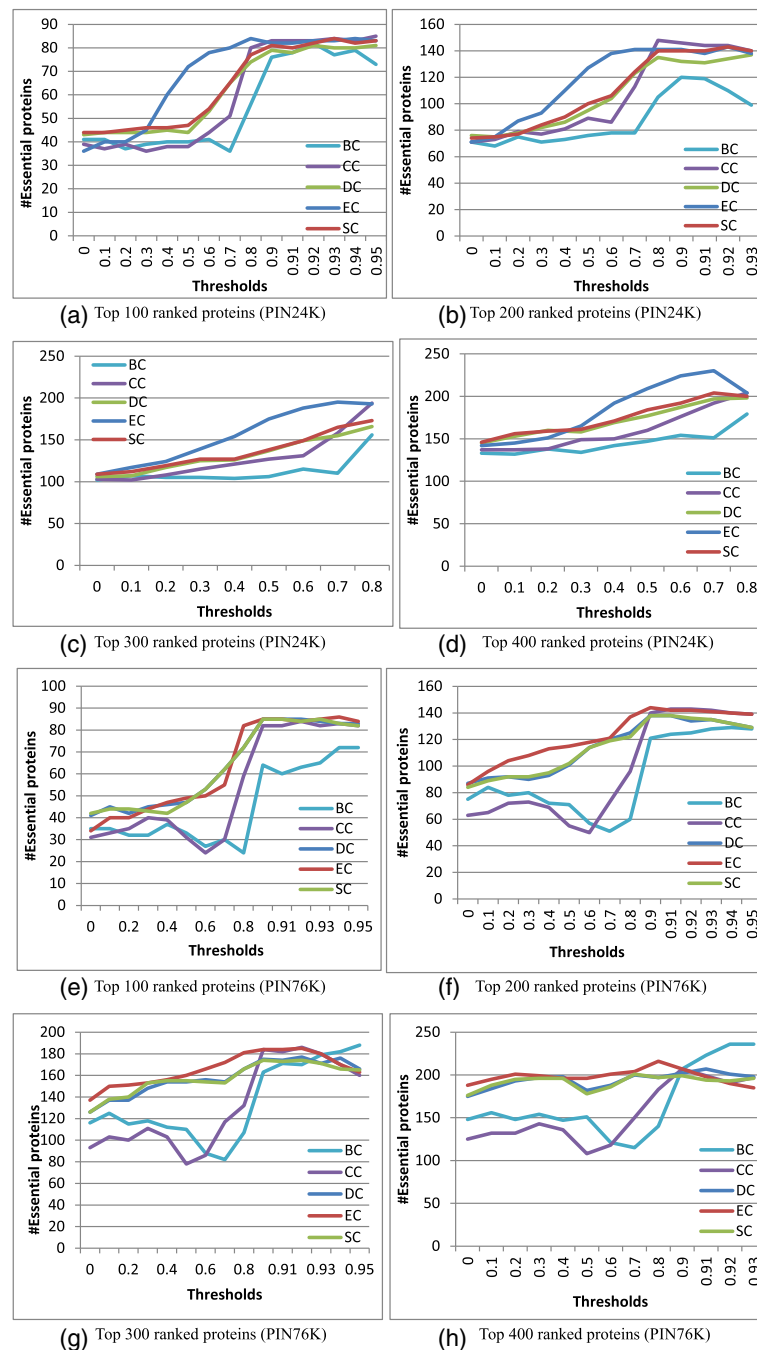 #Essential proteins
90
80
70
60
50
40
30
20
10
0
BC
CC
DC
EC
SC
0
0.1
0.2
0.3
0.4
0.5
0.6
0.7
0.8
0.9
0.91
0.92
0.93
0.94
0.95
Thresholds
(a) Top 100 ranked proteins (PIN24K)
#Essential proteins
160
140
120
100
80
60
40
20
0
BC
CC
DC
EC
SC
0
0.1
0.2
0.3
0.4
0.5
0.6
0.7
0.8
0.9
0.91
0.92
0.93
Thresholds
(b) Top 200 ranked proteins (PIN24K)
#Essential proteins
250
200
150
100
50
0
BC
CC
DC
EC
SC
0 0.1 0.2 0.3 0.4 0.5 0.6 0.7 0.8
Thresholds
(c) Top 300 ranked proteins (PIN24K)
#Essential proteins
250
200
150
100
50
0
BC
CC
DC
EC
SC
0 0.1 0.2 0.3 0.4 0.5 0.6 0.7 0.8
Thresholds
(d) Top 400 ranked proteins (PIN24K)
#Essential proteins
100
90
80
70
60
50
40
30
20
10
0
BC
CC
DC
EC
SC
0 0.2 0.4 0.6 0.8 0.91 0.93 0.95
Thresholds
(e) Top 100 ranked proteins (PIN76K)
#Essential proteins
160
140
120
100
80
60
40
20
0
BC
CC
DC
EC
SC
0
0.1
0.2
0.3
0.4
0.5
0.6
0.7
0.8
0.9
0.91
0.92
0.93
0.94
0.95
Thresholds
(f) Top 200 ranked proteins (PIN76K)
#Essential proteins
200
180
160
140
120
100
80
60
40
20
0
BC
CC
DC
EC
SC
0 0.2 0.4 0.6 0.8 0.91 0.93 0.95
Thresholds
(g) Top 300 ranked proteins (PIN76K)
#Essential proteins
250
200
150
100
50
0
BC
CC
DC
EC
SC
0
0.1
0.2
0.3
0.4
0.5
0.6
0.7
0.8
0.9
0.91
0.92
0.93
Thresholds
(h) Top 400 ranked proteins (PIN76K)